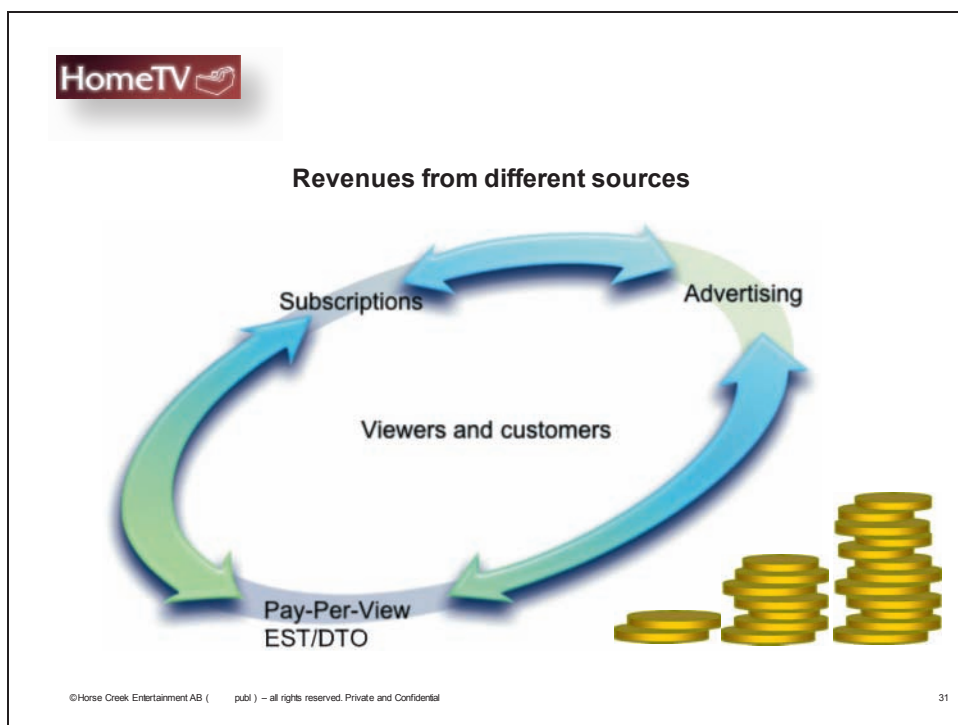 HomeTV
Revenues from different sources
Subscriptions
Advertising
Viewers and customers
Pay-Per-View
EST/DTO
©Horse Creek Entertainment AB ( publ ) – all rights reserved. Private and Confidential
31